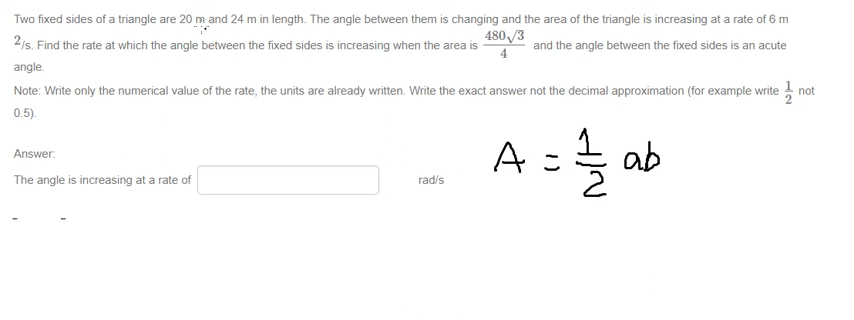 Two fixed sides of a triangle are 20 m and 24 m in length. The angle between them is changing and the area of the triangle is increasing at a rate of 6 m
²/s. Find the rate at which the angle between the fixed sides is increasing when the area is 480√3/4 and the angle between the fixed sides is an acute
angle.
Note: Write only the numerical value of the rate, the units are already written. Write the exact answer not the decimal approximation (for example write 1/2 not
0.5).
Answer:
The angle is increasing at a rate of rad/s
A = 1/2 ab